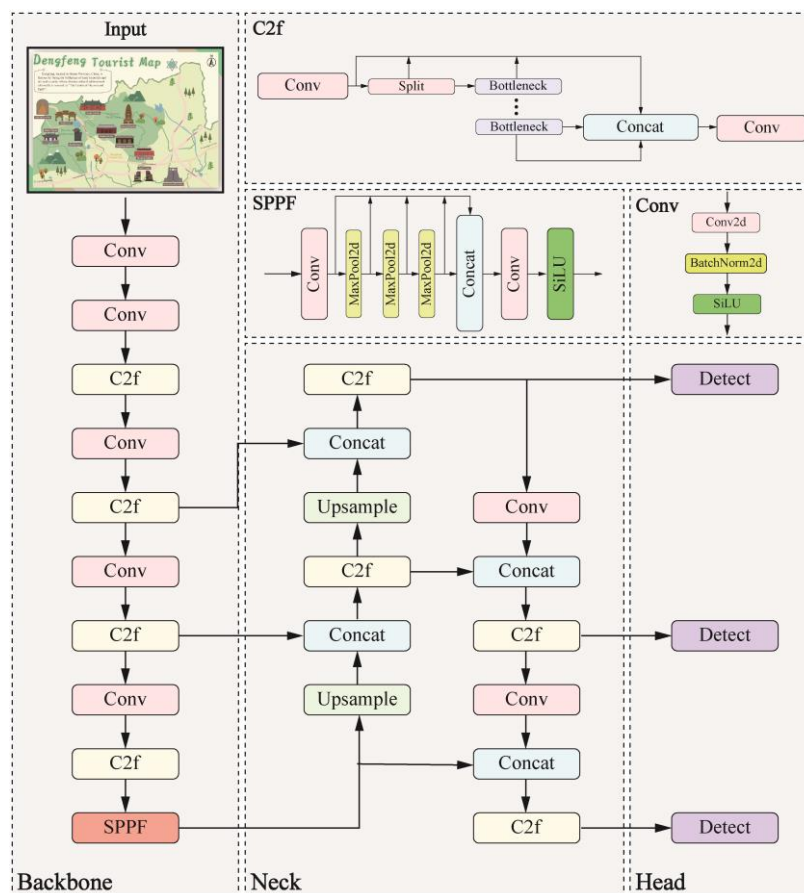 Input
Dengfeng Tourist Map
Conv
Conv
C2f
Conv
C2f
Conv
C2f
Conv
C2f
SPPF
Backbone
C2f
Conv
Split
Bottleneck
Bottleneck
Concat
Conv
SPPF
Conv
MaxPool2d
MaxPool2d
MaxPool2d
Concat
Conv
SiLU
Conv
Conv2d
BatchNorm2d
SiLU
C2f
Concat
Upsample
C2f
Concat
Upsample
Conv
Concat
C2f
Conv
Concat
C2f
Neck
Detect
Detect
Detect
Head